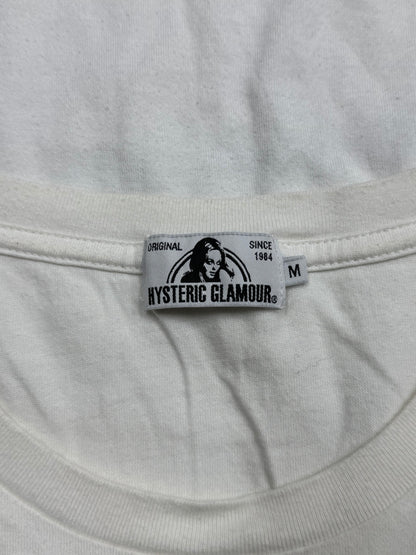 ORIGINAL SINCE
1984
HYSTERIC GLAMOUR®
M